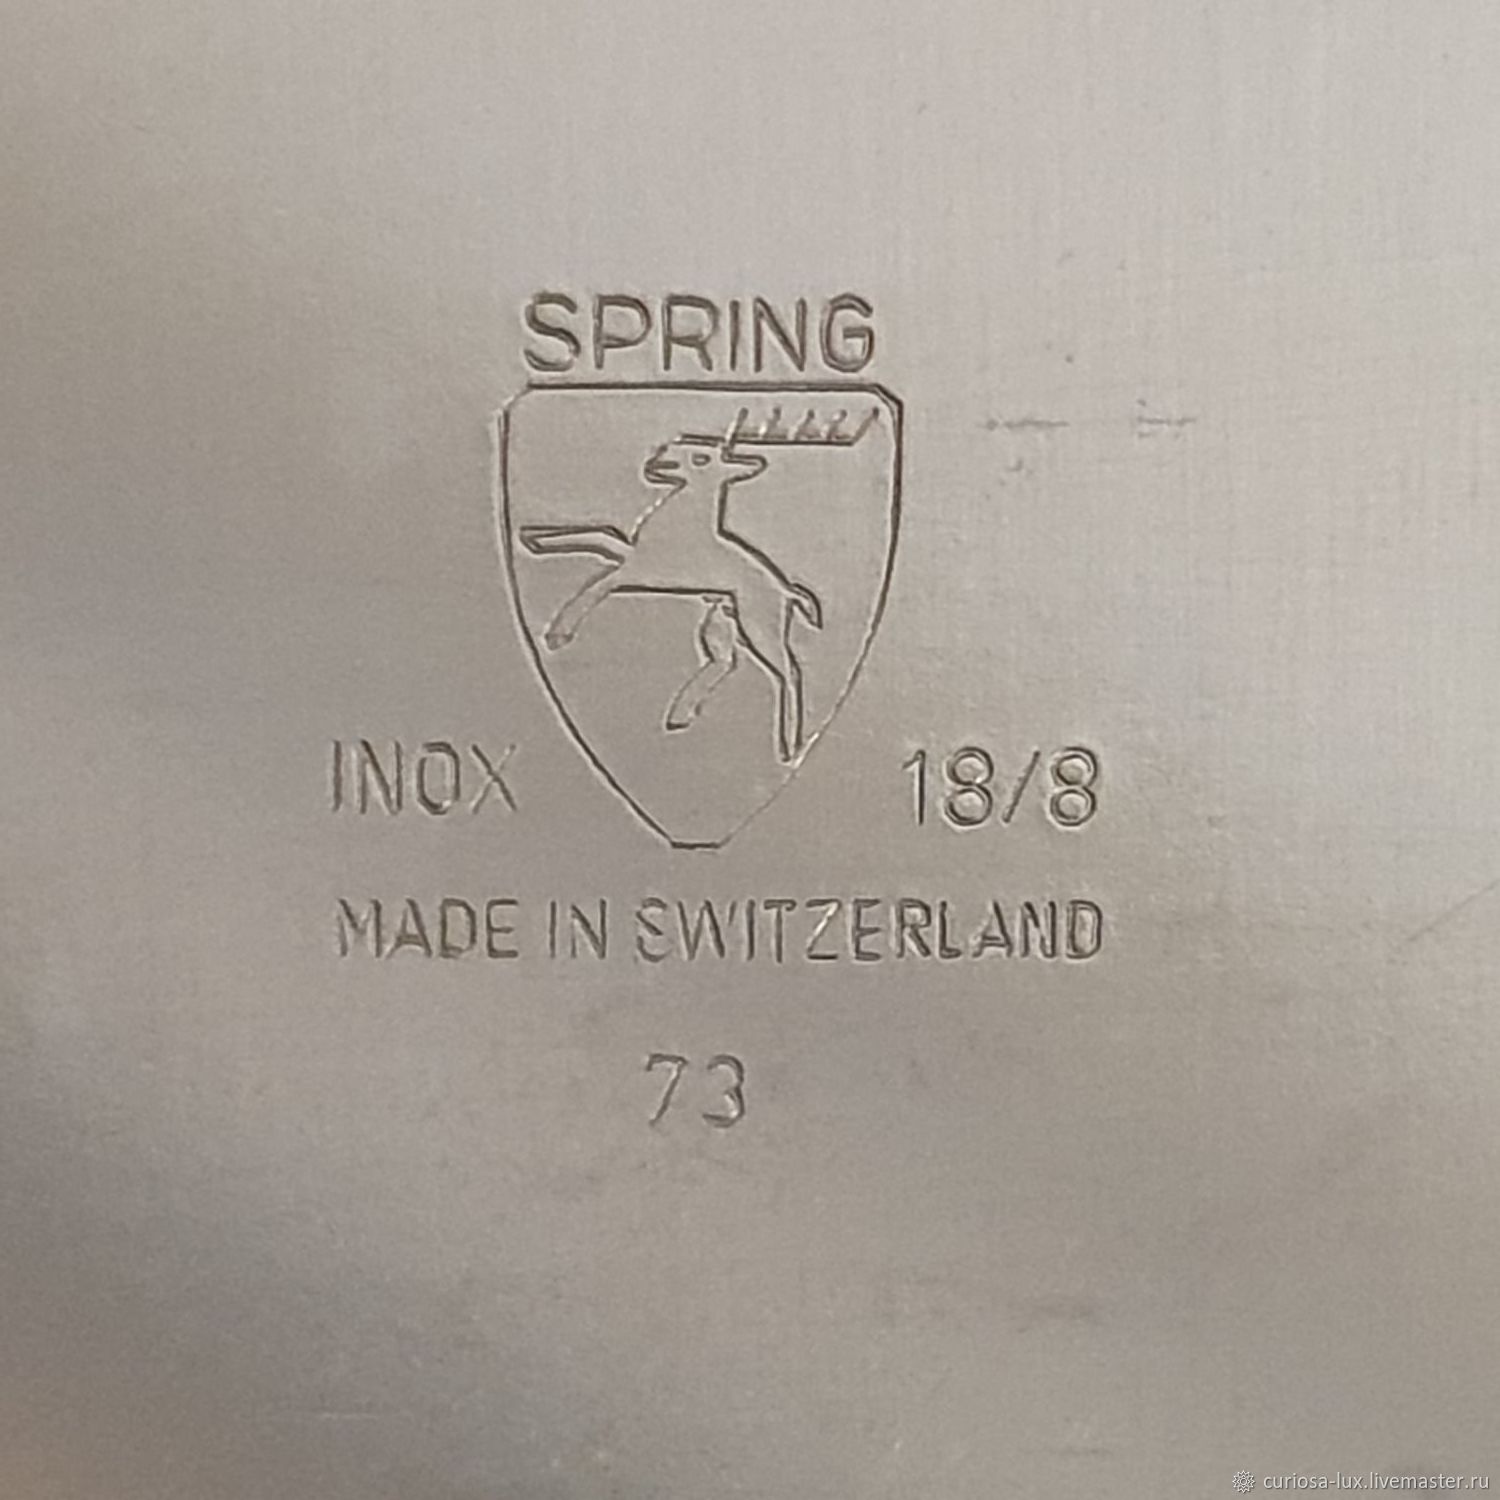 SPRING
INOX 18/8
MADE IN SWITZERLAND
73
curiosa-lux.livemaster.ru